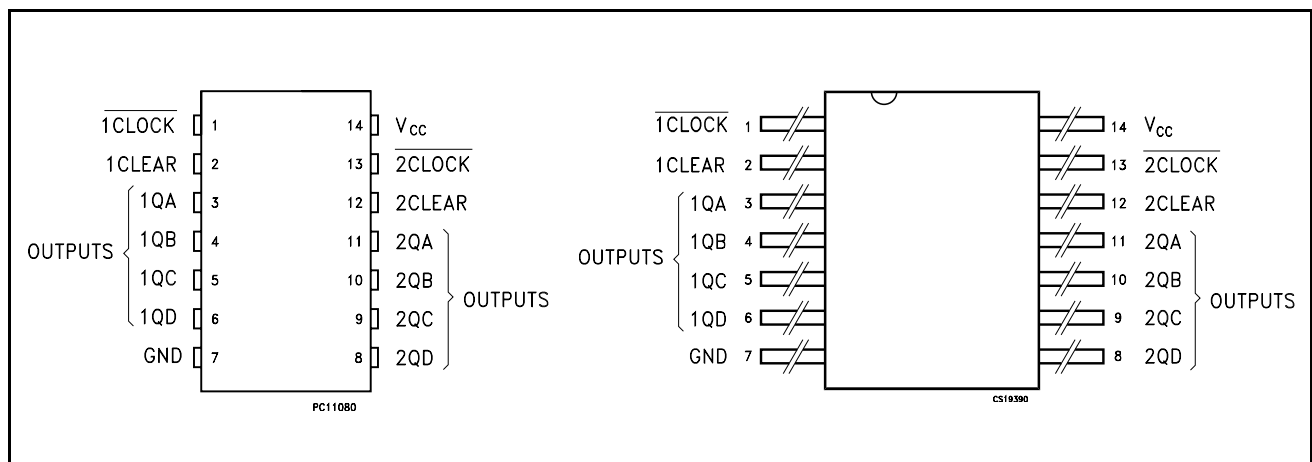 1CLOCK 1 14 VCC
1CLEAR 2 13 2CLOCK
1QA 3 12 2CLEAR
1QB 4 11 2QA
OUTPUTS
1QC 5 10 2QB
OUTPUTS
1QD 6 9 2QC
GND 7 8 2QD
PC11080
1CLOCK 1 14 VCC
1CLEAR 2 13 2CLOCK
1QA 3 12 2CLEAR
1QB 4 11 2QA
OUTPUTS
1QC 5 10 2QB
OUTPUTS
1QD 6 9 2QC
GND 7 8 2QD
CS19390